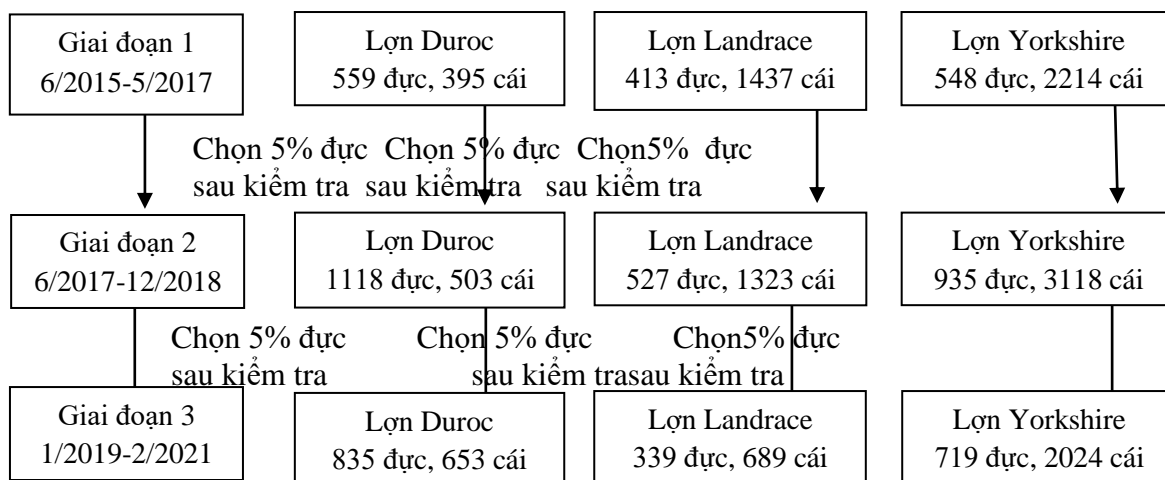 Giai đoạn 1
6/2015-5/2017
Lợn Duroc
559 đực, 395 cái
Lợn Landrace
413 đực, 1437 cái
Lợn Yorkshire
548 đực, 2214 cái
Chọn 5% đực Chọn 5% đực Chọn5% đực
sau kiểm tra sau kiểm tra sau kiểm tra
Giai đoạn 2
6/2017-12/2018
Lợn Duroc
1118 đực, 503 cái
Lợn Landrace
527 đực, 1323 cái
Lợn Yorkshire
935 đực, 3118 cái
Chọn 5% đực Chọn 5% đực Chọn5% đực
sau kiểm tra sau kiểm trasau kiểm tra
Giai đoạn 3
1/2019-2/2021
Lợn Duroc
835 đực, 653 cái
Lợn Landrace
339 đực, 689 cái
Lợn Yorkshire
719 đực, 2024 cái